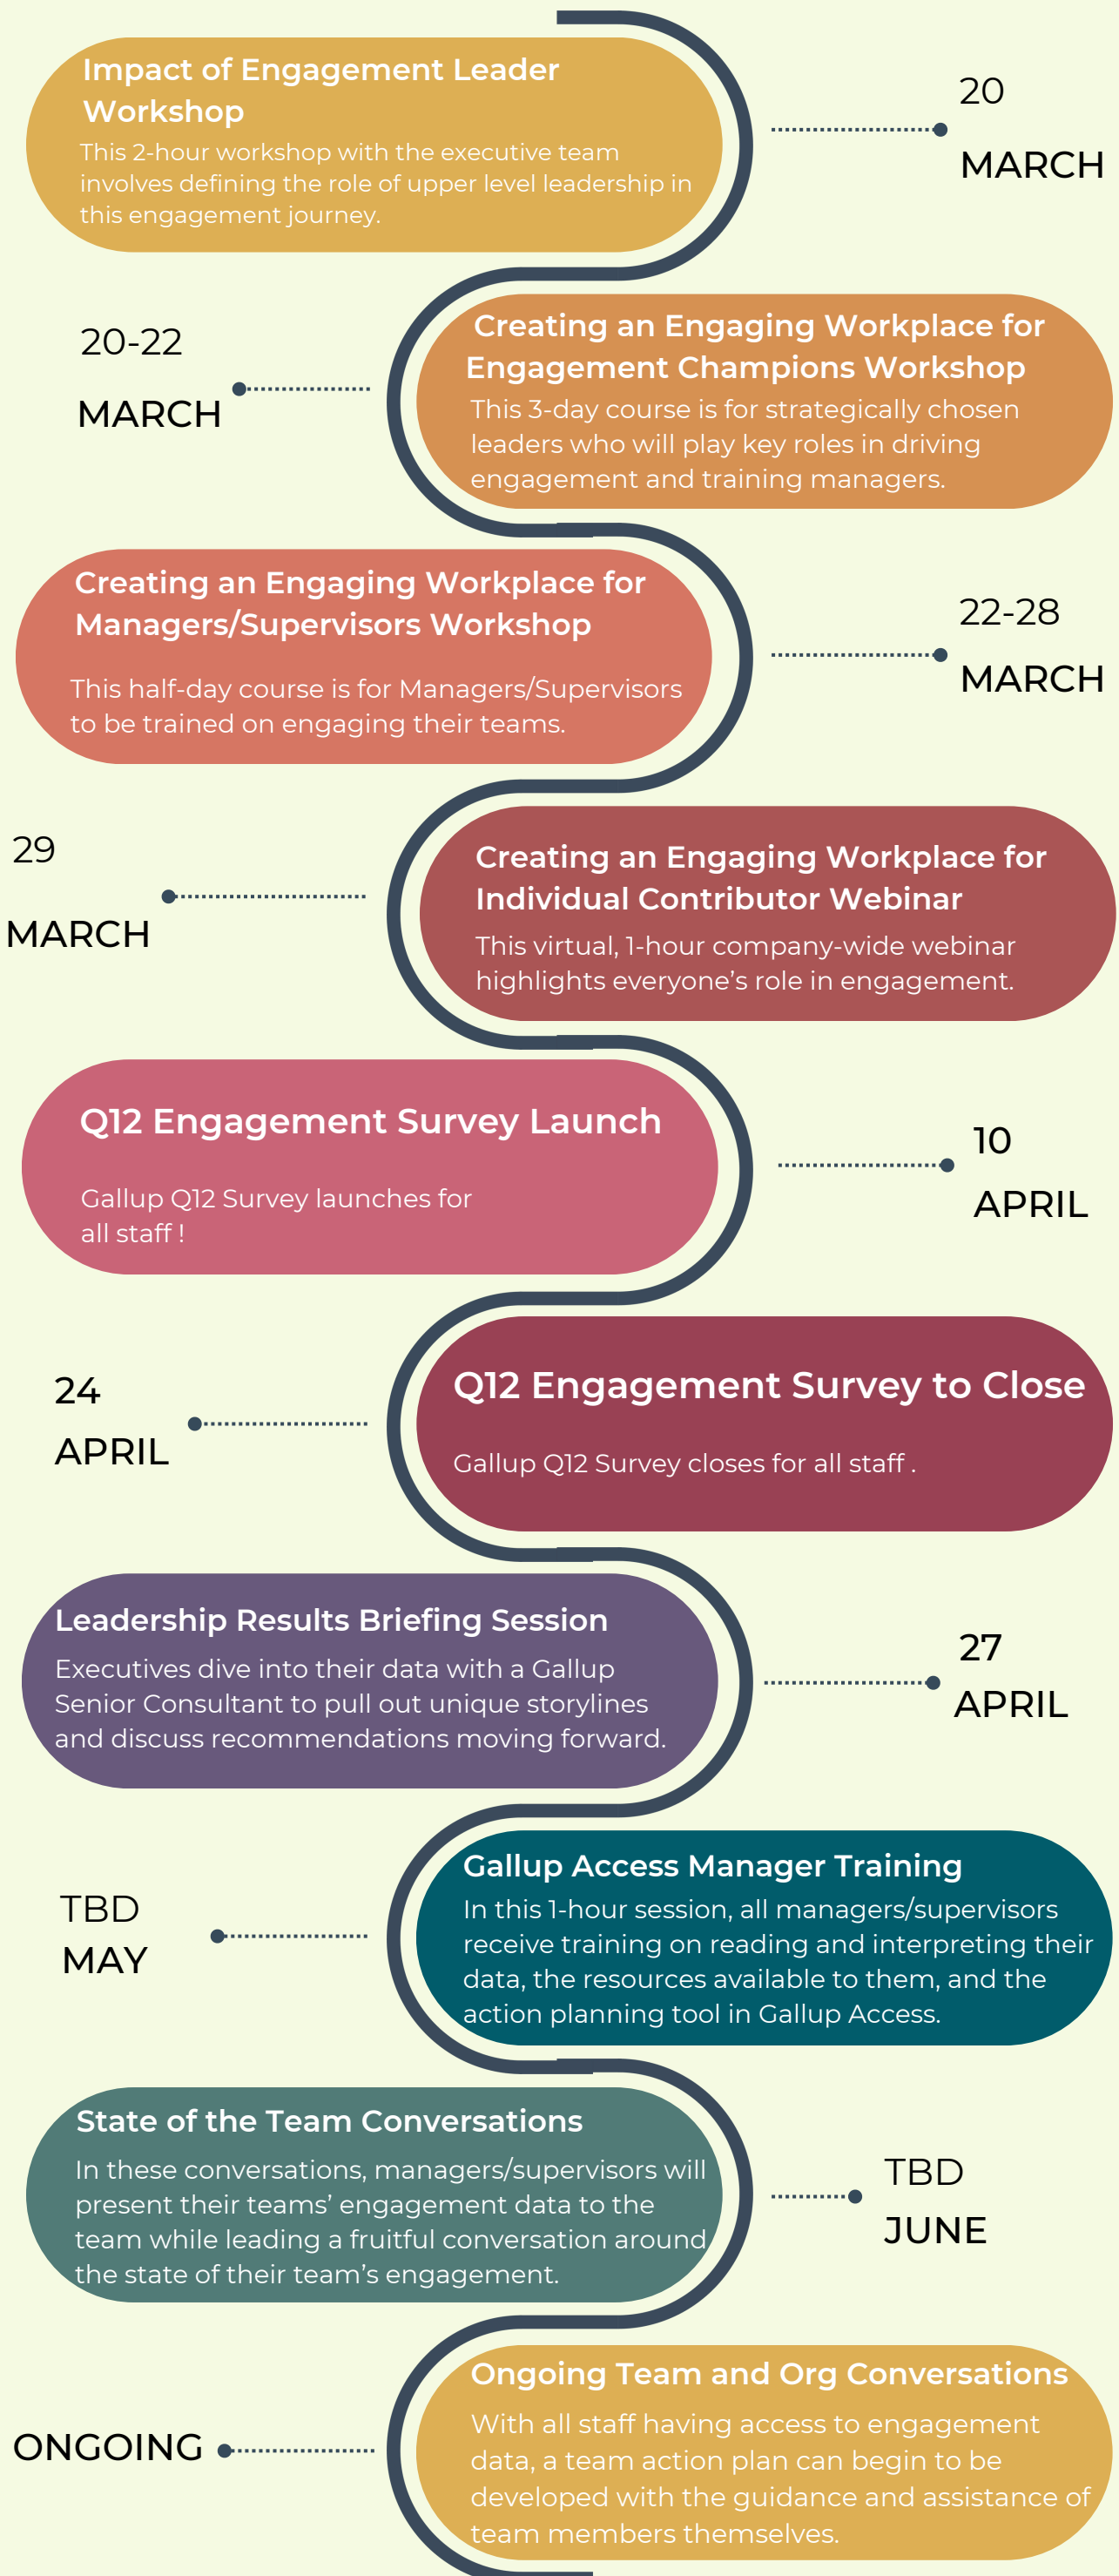 Impact of Engagement Leader
Workshop
This 2-hour workshop with the executive team
involves defining the role of upper level leadership in
this engagement journey.
20
MARCH
20-22
MARCH
Creating an Engaging Workplace for
Engagement Champions Workshop
This 3-day course is for strategically chosen
leaders who will play key roles in driving
engagement and training managers.
Creating an Engaging Workplace for
Managers/Supervisors Workshop
This half-day course is for Managers/Supervisors
to be trained on engaging their teams.
22-28
MARCH
29
MARCH
Creating an Engaging Workplace for
Individual Contributor Webinar
This virtual, 1-hour company-wide webinar
highlights everyone’s role in engagement.
Q12 Engagement Survey Launch
Gallup Q12 Survey launches for
all staff !
10
APRIL
24
APRIL
Q12 Engagement Survey to Close
Gallup Q12 Survey closes for all staff .
Leadership Results Briefing Session
Executives dive into their data with a Gallup
Senior Consultant to pull out unique storylines
and discuss recommendations moving forward.
27
APRIL
TBD
MAY
Gallup Access Manager Training
In this 1-hour session, all managers/supervisors
receive training on reading and interpreting their
data, the resources available to them, and the
action planning tool in Gallup Access.
State of the Team Conversations
In these conversations, managers/supervisors will
present their teams’ engagement data to the
team while leading a fruitful conversation around
the state of their team’s engagement.
TBD
JUNE
ONGOING
Ongoing Team and Org Conversations
With all staff having access to engagement
data, a team action plan can begin to be
developed with the guidance and assistance of
team members themselves.